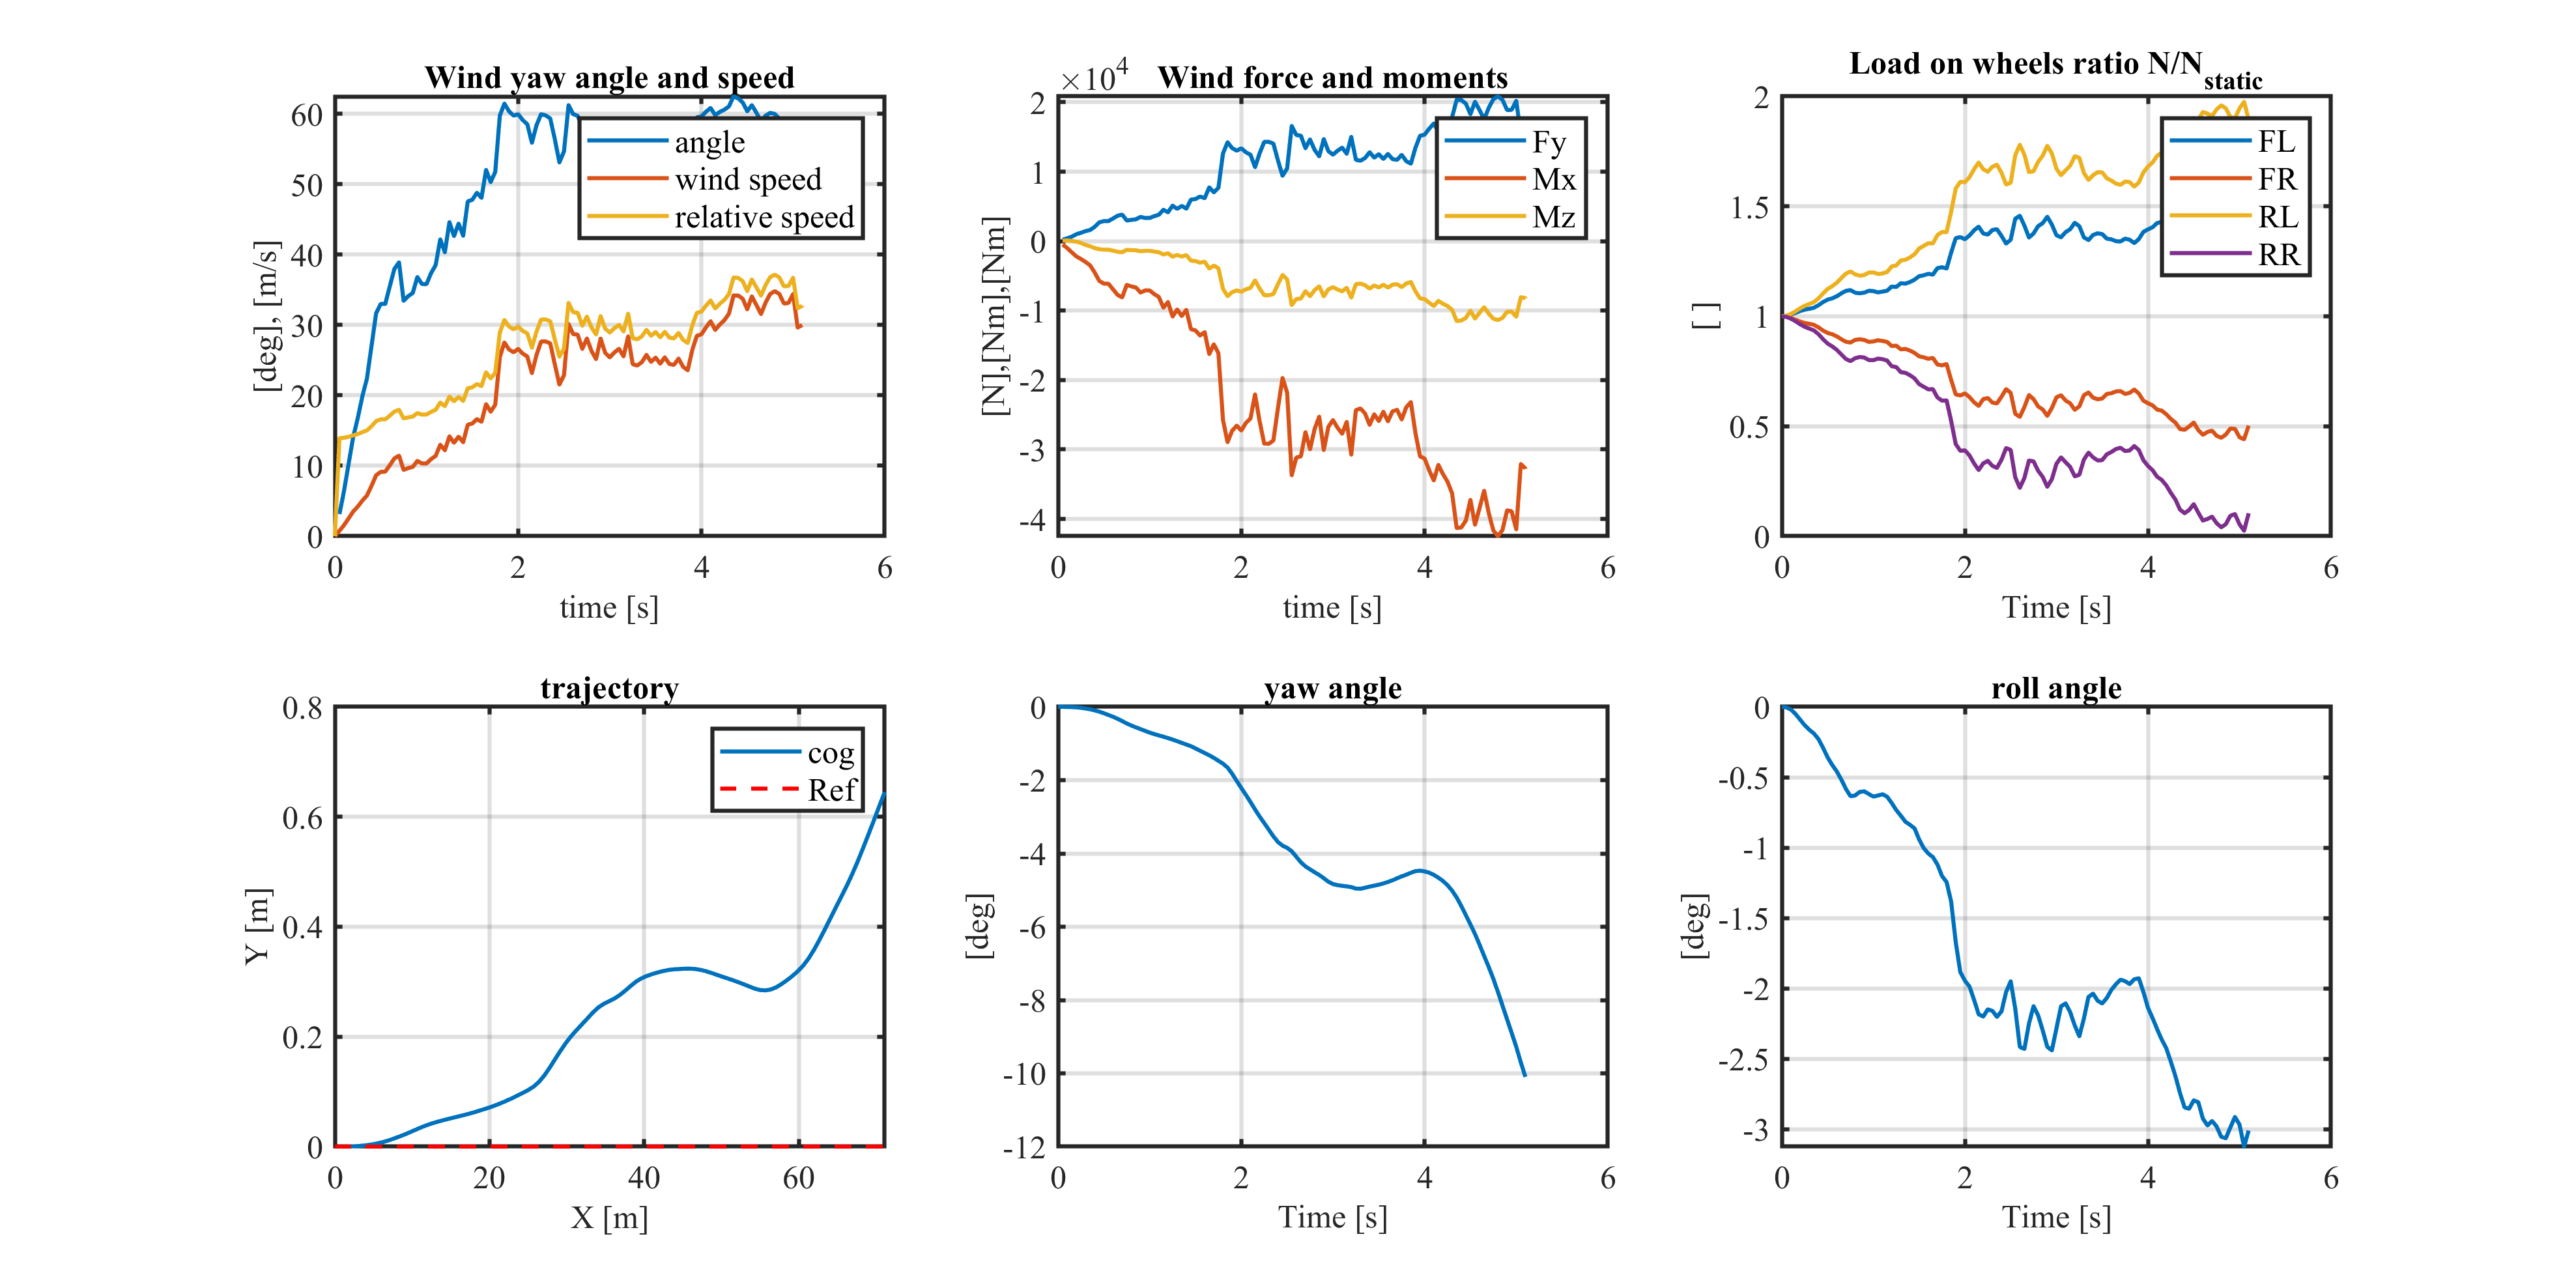 Wind yaw angle and speed
60
50
40
30
20
10
0
0 2 4 6
[deg], [m/s]
time [s]
angle
wind speed
relative speed
×10^4
Wind force and moments
2
1
0
-1
-2
-3
-4
0 2 4 6
[N],[Nm],[Nm]
time [s]
Fy
Mx
Mz
Load on wheels ratio N/N_static
2
1.5
1
0.5
0
0 2 4 6
[ ]
Time [s]
FL
FR
RL
RR
trajectory
0.8
0.6
0.4
0.2
0
0 20 40 60
Y [m]
X [m]
cog
Ref
yaw angle
0
-2
-4
-6
-8
-10
-12
0 2 4 6
[deg]
Time [s]
roll angle
0
-0.5
-1
-1.5
-2
-2.5
-3
0 2 4 6
[deg]
Time [s]